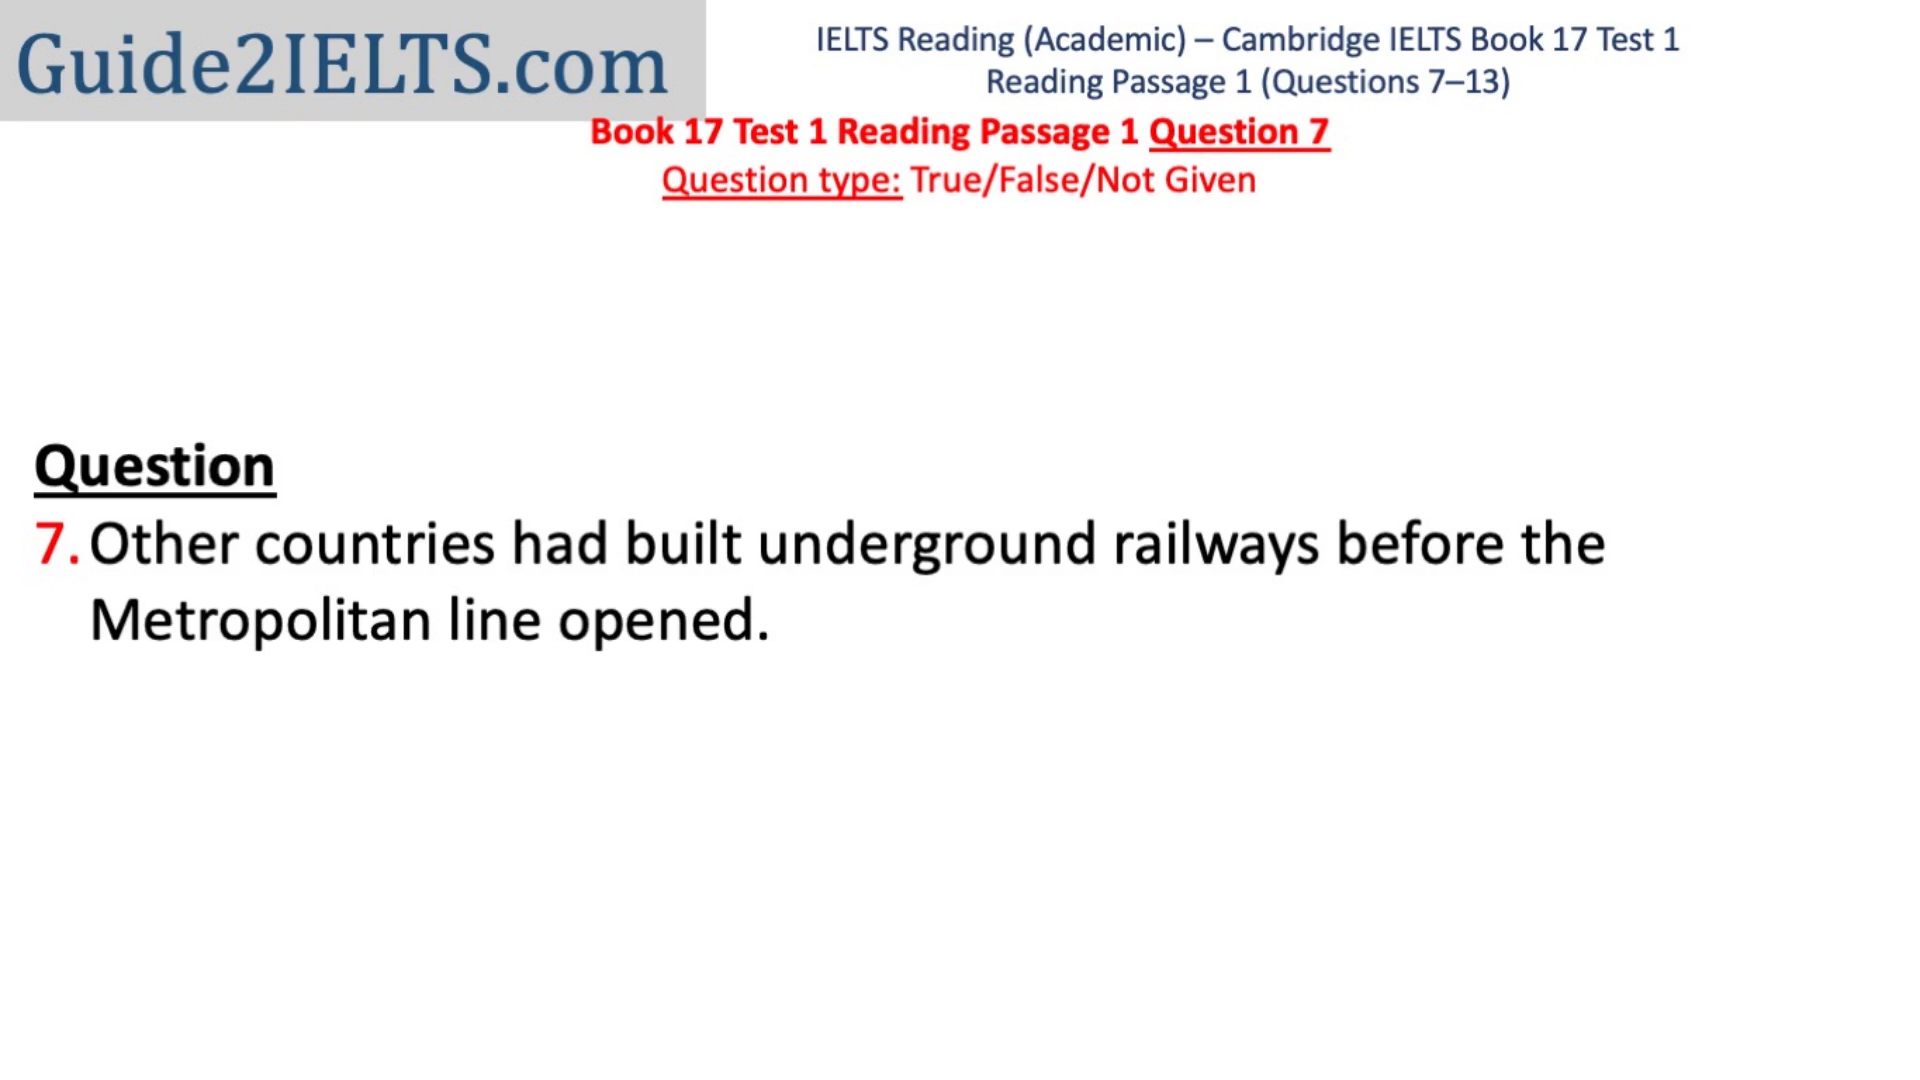 Guide2IELTS.com
IELTS Reading (Academic) – Cambridge IELTS Book 17 Test 1
Reading Passage 1 (Questions 7–13)
Book 17 Test 1 Reading Passage 1 Question 7
Question type: True/False/Not Given
Question
7. Other countries had built underground railways before the
Metropolitan line opened.